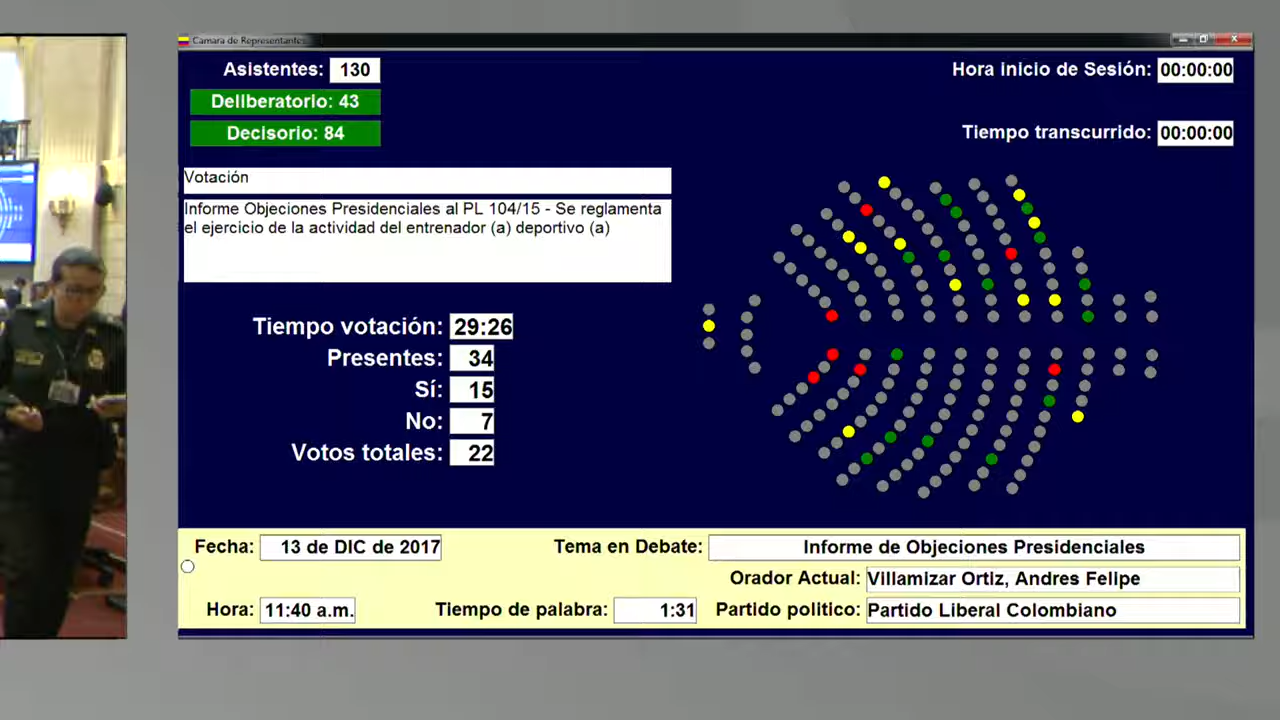 Camara de Representantes
Asistentes: 130
Hora inicio de Sesión: 00:00:00
Deliberatorio: 43
Decisorio: 84
Tiempo transcurrido: 00:00:00
Votación
Informe Objeciones Presidenciales al PL 104/15 - Se reglamenta
el ejercicio de la actividad del entrenador (a) deportivo (a)
Tiempo votación: 29:26
Presentes: 34
Sí: 15
No: 7
Votos totales: 22
Fecha: 13 de DIC de 2017
Tema en Debate: Informe de Objeciones Presidenciales
Orador Actual: Villamizar Ortiz, Andres Felipe
Hora: 11:40 a.m.
Tiempo de palabra: 1:31
Partido politico: Partido Liberal Colombiano